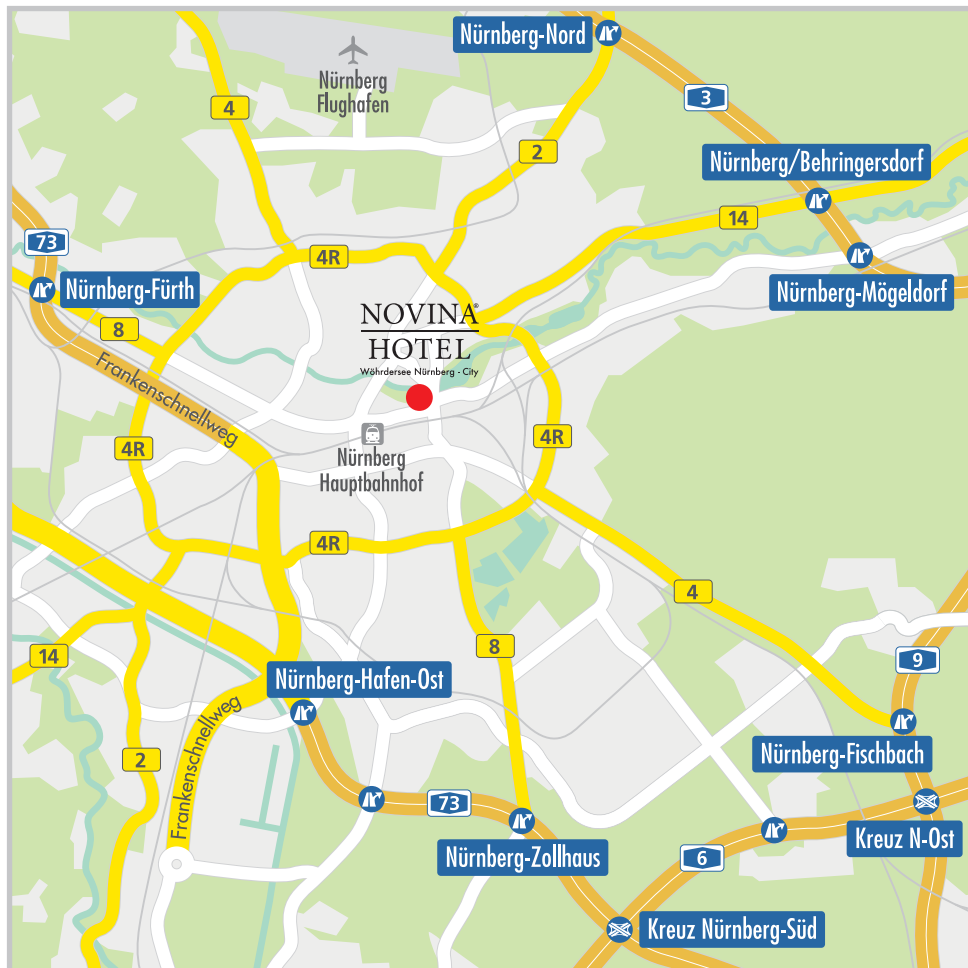 Nürnberg-Nord
Nürnberg
Flughafen
4
3
2
Nürnberg/Behringersdorf
14
73
4R
Nürnberg-Fürth
Nürnberg-Mögeldorf
NOVINA®
HOTEL
Wöhrdersee Nürnberg - City
8
Frankenschnellweg
4R
4R
Nürnberg
Hauptbahnhof
4R
4
14
8
9
Nürnberg-Hafen-Ost
Frankenschnellweg
2
Nürnberg-Fischbach
73
Nürnberg-Zollhaus
6
Kreuz N-Ost
Kreuz Nürnberg-Süd